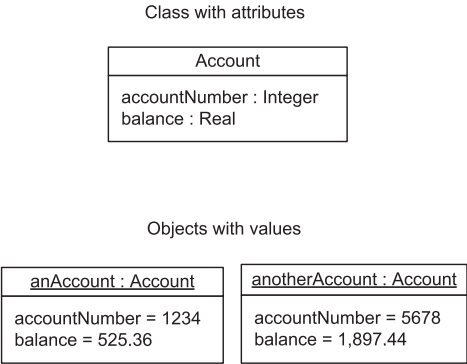 Class with attributes
Account
accountNumber : Integer
balance : Real
Objects with values
anAccount : Account
accountNumber = 1234
balance = 525.36
anotherAccount : Account
accountNumber = 5678
balance = 1,897.44